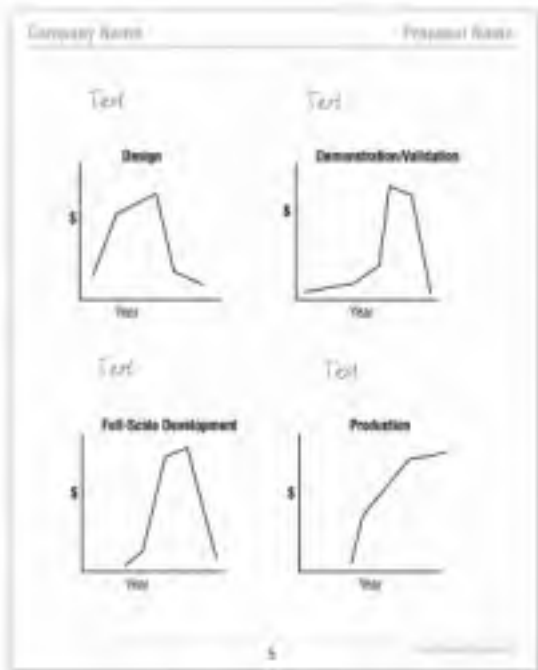 Company Name Processor Name
Text Text
Design Demonstration/Validation
$ $
Year Year
Text Text
Full-Scale Development Production
$ $
Year Year
5